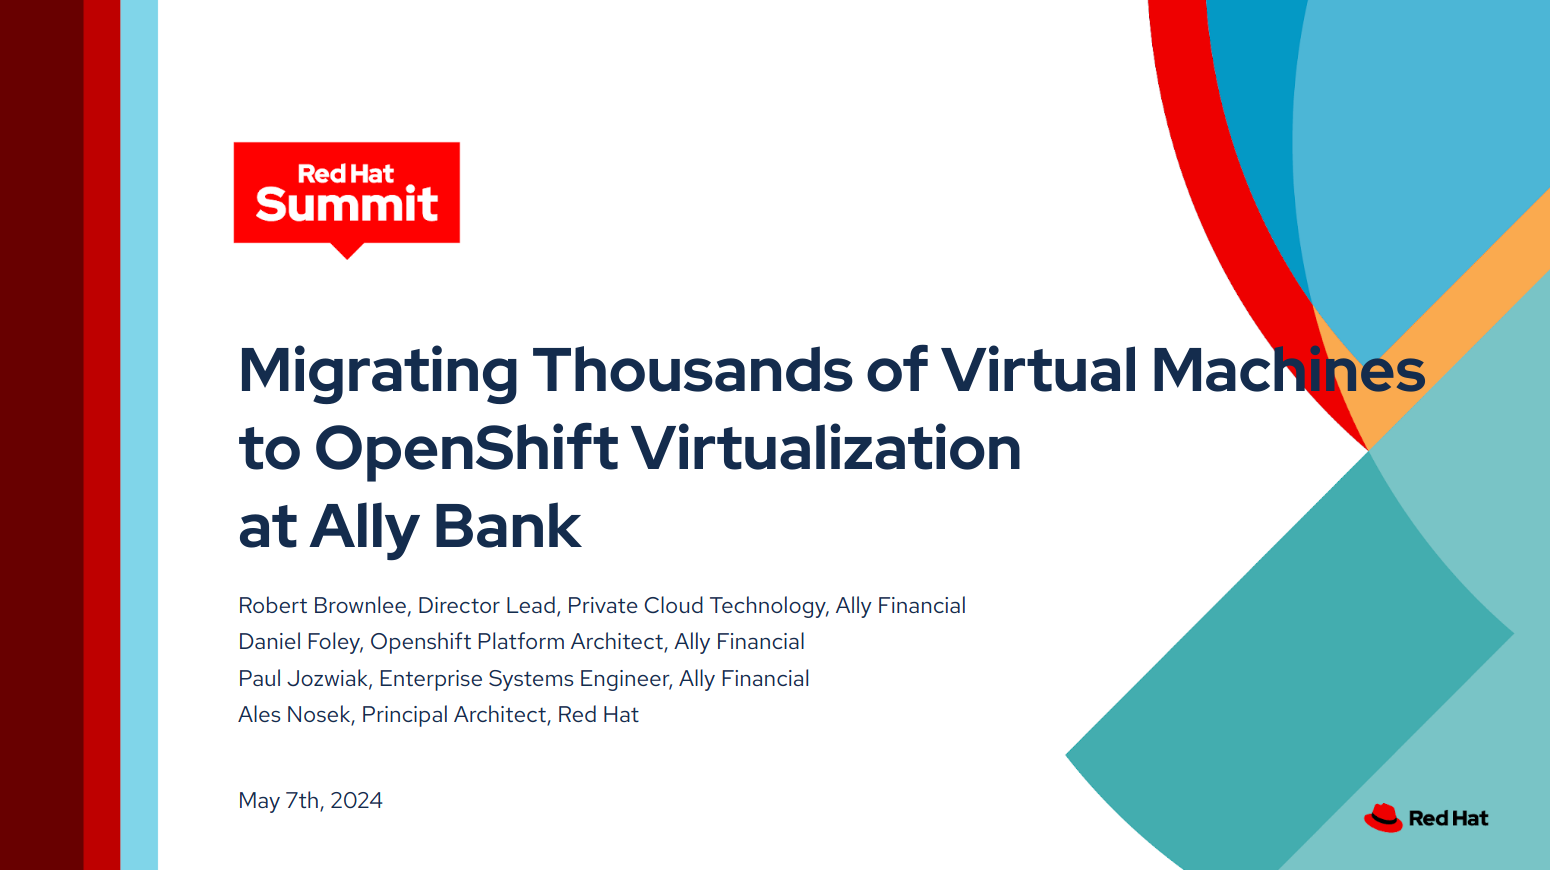 Red Hat
Summit
Migrating Thousands of Virtual Machines
to OpenShift Virtualization
at Ally Bank
Robert Brownlee, Director Lead, Private Cloud Technology, Ally Financial
Daniel Foley, Openshift Platform Architect, Ally Financial
Paul Jozwiak, Enterprise Systems Engineer, Ally Financial
Ales Nosek, Principal Architect, Red Hat
May 7th, 2024
Red Hat